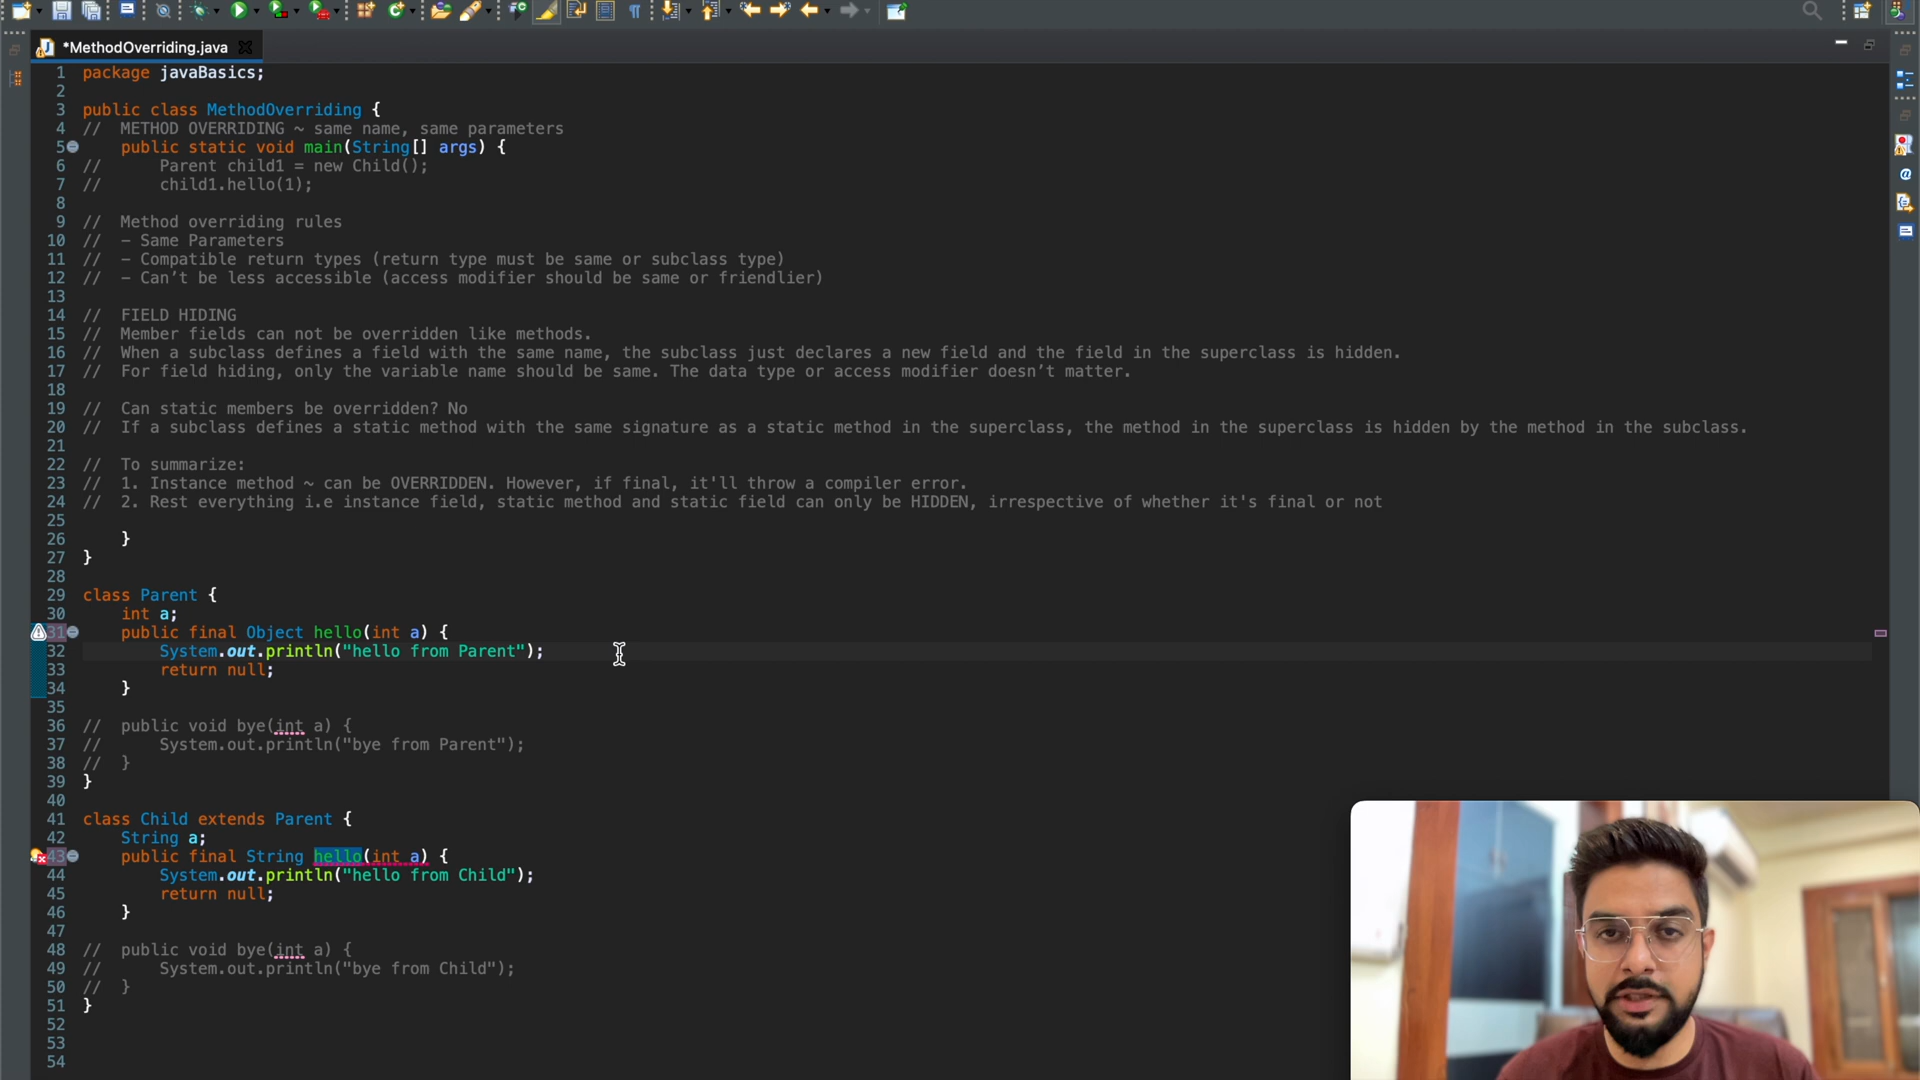 *MethodOverriding.java
1 package javaBasics;
2
3 public class MethodOverriding {
4 // METHOD OVERRIDING ~ same name, same parameters
5 public static void main(String[] args) {
6 // Parent child1 = new Child();
7 // child1.hello(1);
8
9 // Method overriding rules
10 // – Same Parameters
11 // – Compatible return types (return type must be same or subclass type)
12 // – Can’t be less accessible (access modifier should be same or friendlier)
13
14 // FIELD HIDING
15 // Member fields can not be overridden like methods.
16 // When a subclass defines a field with the same name, the subclass just declares a new field and the field in the superclass is hidden.
17 // For field hiding, only the variable name should be same. The data type or access modifier doesn’t matter.
18
19 // Can static members be overridden? No
20 // If a subclass defines a static method with the same signature as a static method in the superclass, the method in the superclass is hidden by the method in the subclass.
21
22 // To summarize:
23 // 1. Instance method ~ can be OVERRIDDEN. However, if final, it'll throw a compiler error.
24 // 2. Rest everything i.e instance field, static method and static field can only be HIDDEN, irrespective of whether it's final or not
25
26 }
27 }
28
29 class Parent {
30 int a;
31 public final Object hello(int a) {
32 System.out.println("hello from Parent");
33 return null;
34 }
35
36 // public void bye(int a) {
37 // System.out.println("bye from Parent");
38 // }
39 }
40
41 class Child extends Parent {
42 String a;
43 public final String hello(int a) {
44 System.out.println("hello from Child");
45 return null;
46 }
47
48 // public void bye(int a) {
49 // System.out.println("bye from Child");
50 // }
51 }
52
53
54